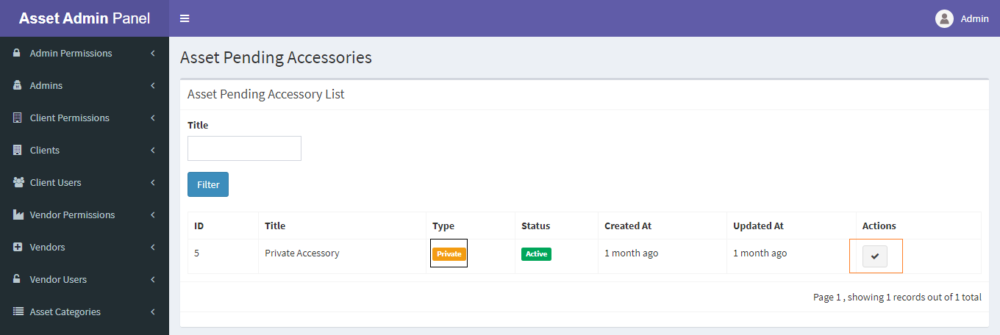 Asset Admin Panel
Admin
Admin Permissions
Admins
Client Permissions
Clients
Client Users
Vendor Permissions
Vendors
Vendor Users
Asset Categories
Asset Pending Accessories
Asset Pending Accessory List
Title
Filter
ID Title Type Status Created At Updated At Actions
5 Private Accessory Private Active 1 month ago 1 month ago
Page 1 , showing 1 records out of 1 total